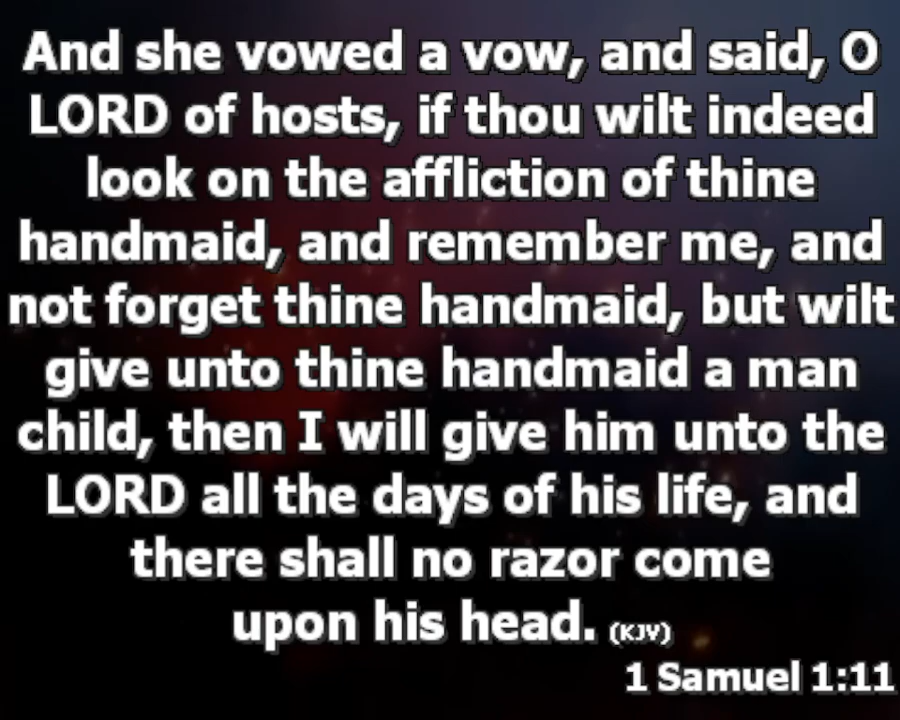 And she vowed a vow, and said, O
LORD of hosts, if thou wilt indeed
look on the affliction of thine
handmaid, and remember me, and
not forget thine handmaid, but wilt
give unto thine handmaid a man
child, then I will give him unto the
LORD all the days of his life, and
there shall no razor come
upon his head. (KJV)
1 Samuel 1:11